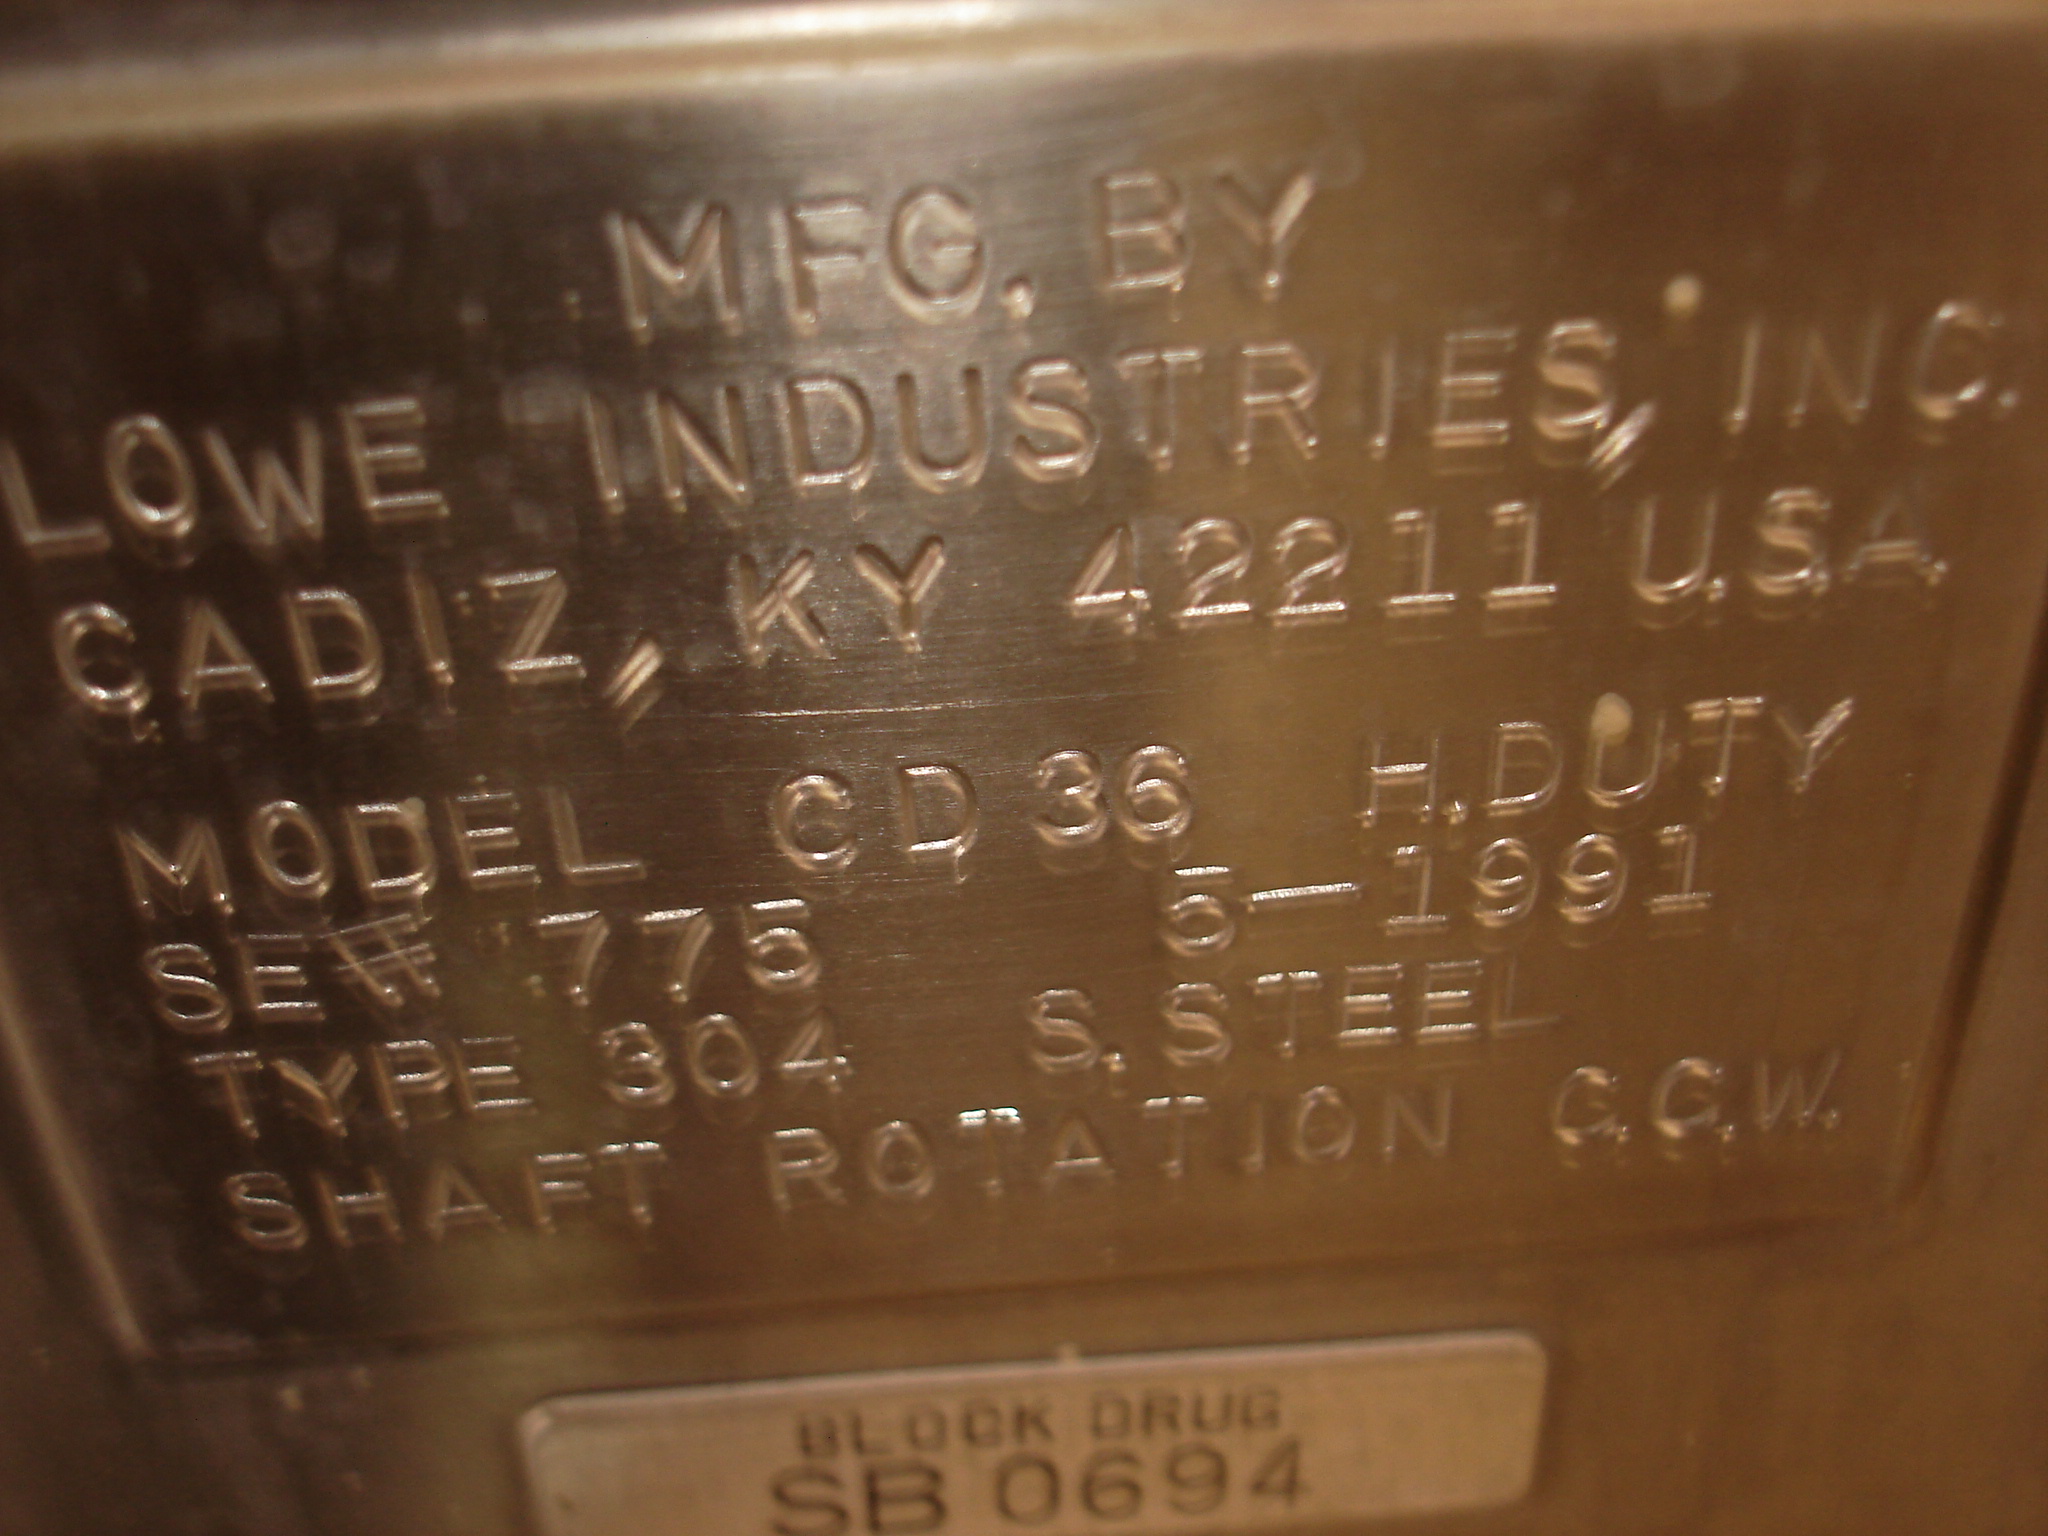 MFG. BY
LOWE INDUSTRIES, INC.
CADIZ, KY 42211 U.S.A.
MODEL CD 36 H.DUTY
SE# 775 5-1991
TYPE 304 S.STEEL
SHAFT ROTATION C.C.W.
BLOCK DRUG
SB 0694